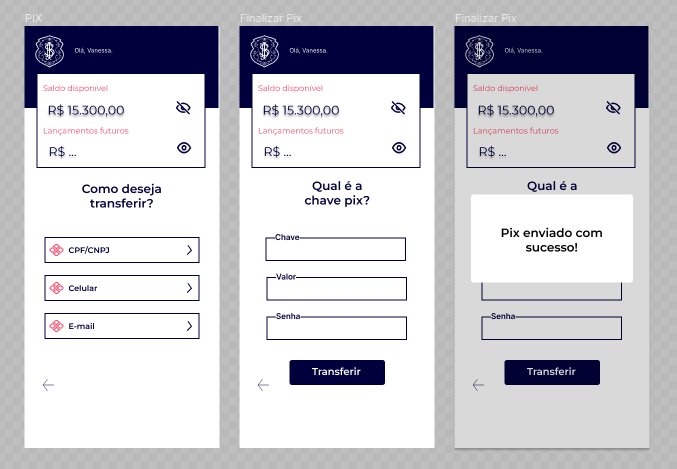 PIX
Olá, Vanessa.
Saldo disponível
R$ 15.300,00
Lançamentos futuros
R$ ...
Como deseja
transferir?
CPF/CNPJ
Celular
E-mail
Finalizar Pix
Olá, Vanessa.
Saldo disponível
R$ 15.300,00
Lançamentos futuros
R$ ...
Qual é a
chave pix?
Chave
Valor
Senha
Transferir
Finalizar Pix
Olá, Vanessa.
Saldo disponível
R$ 15.300,00
Lançamentos futuros
R$ ...
Qual é a
Pix enviado com
sucesso!
Senha
Transferir